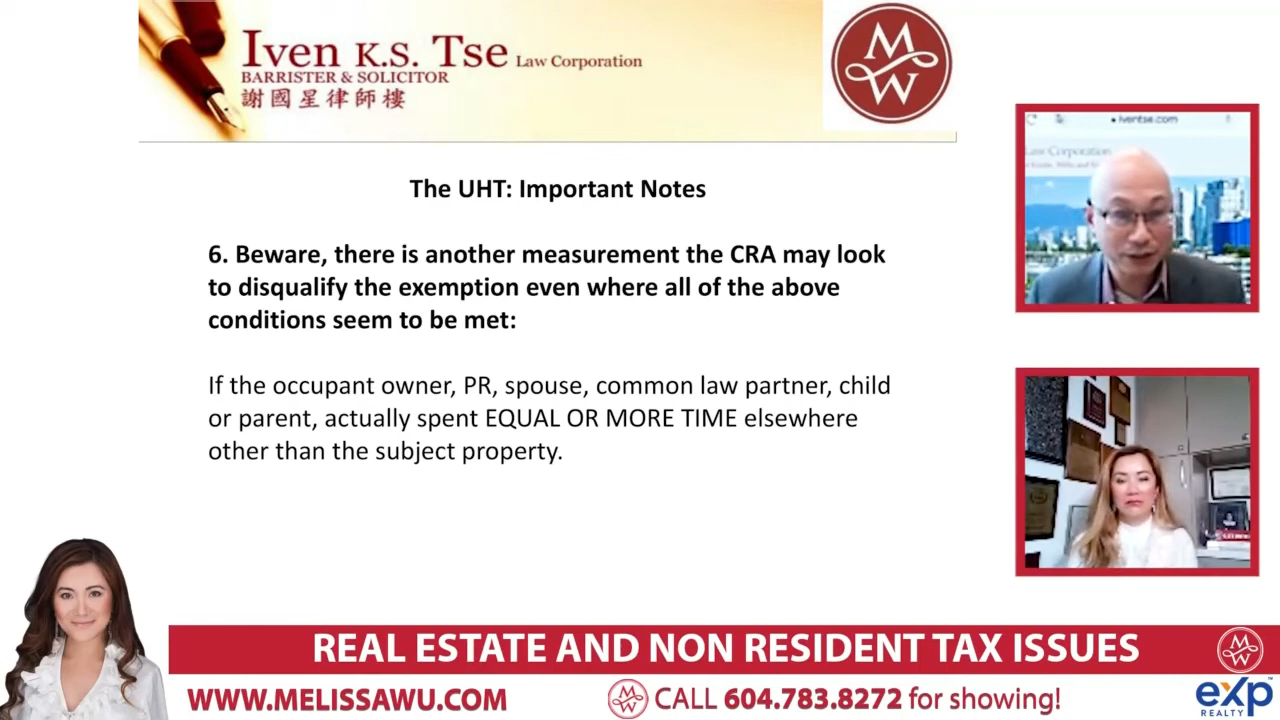 Iven K.S. Tse Law Corporation
BARRISTER & SOLICITOR
謝國星律師樓
M
W
iventse.com
Law Corporation
The UHT: Important Notes
6. Beware, there is another measurement the CRA may look
to disqualify the exemption even where all of the above
conditions seem to be met:
If the occupant owner, PR, spouse, common law partner, child
or parent, actually spent EQUAL OR MORE TIME elsewhere
other than the subject property.
REAL ESTATE AND NON RESIDENT TAX ISSUES
M
W
WWW.MELISSAWU.COM
M
W
CALL 604.783.8272 for showing!
eXp
REALTY